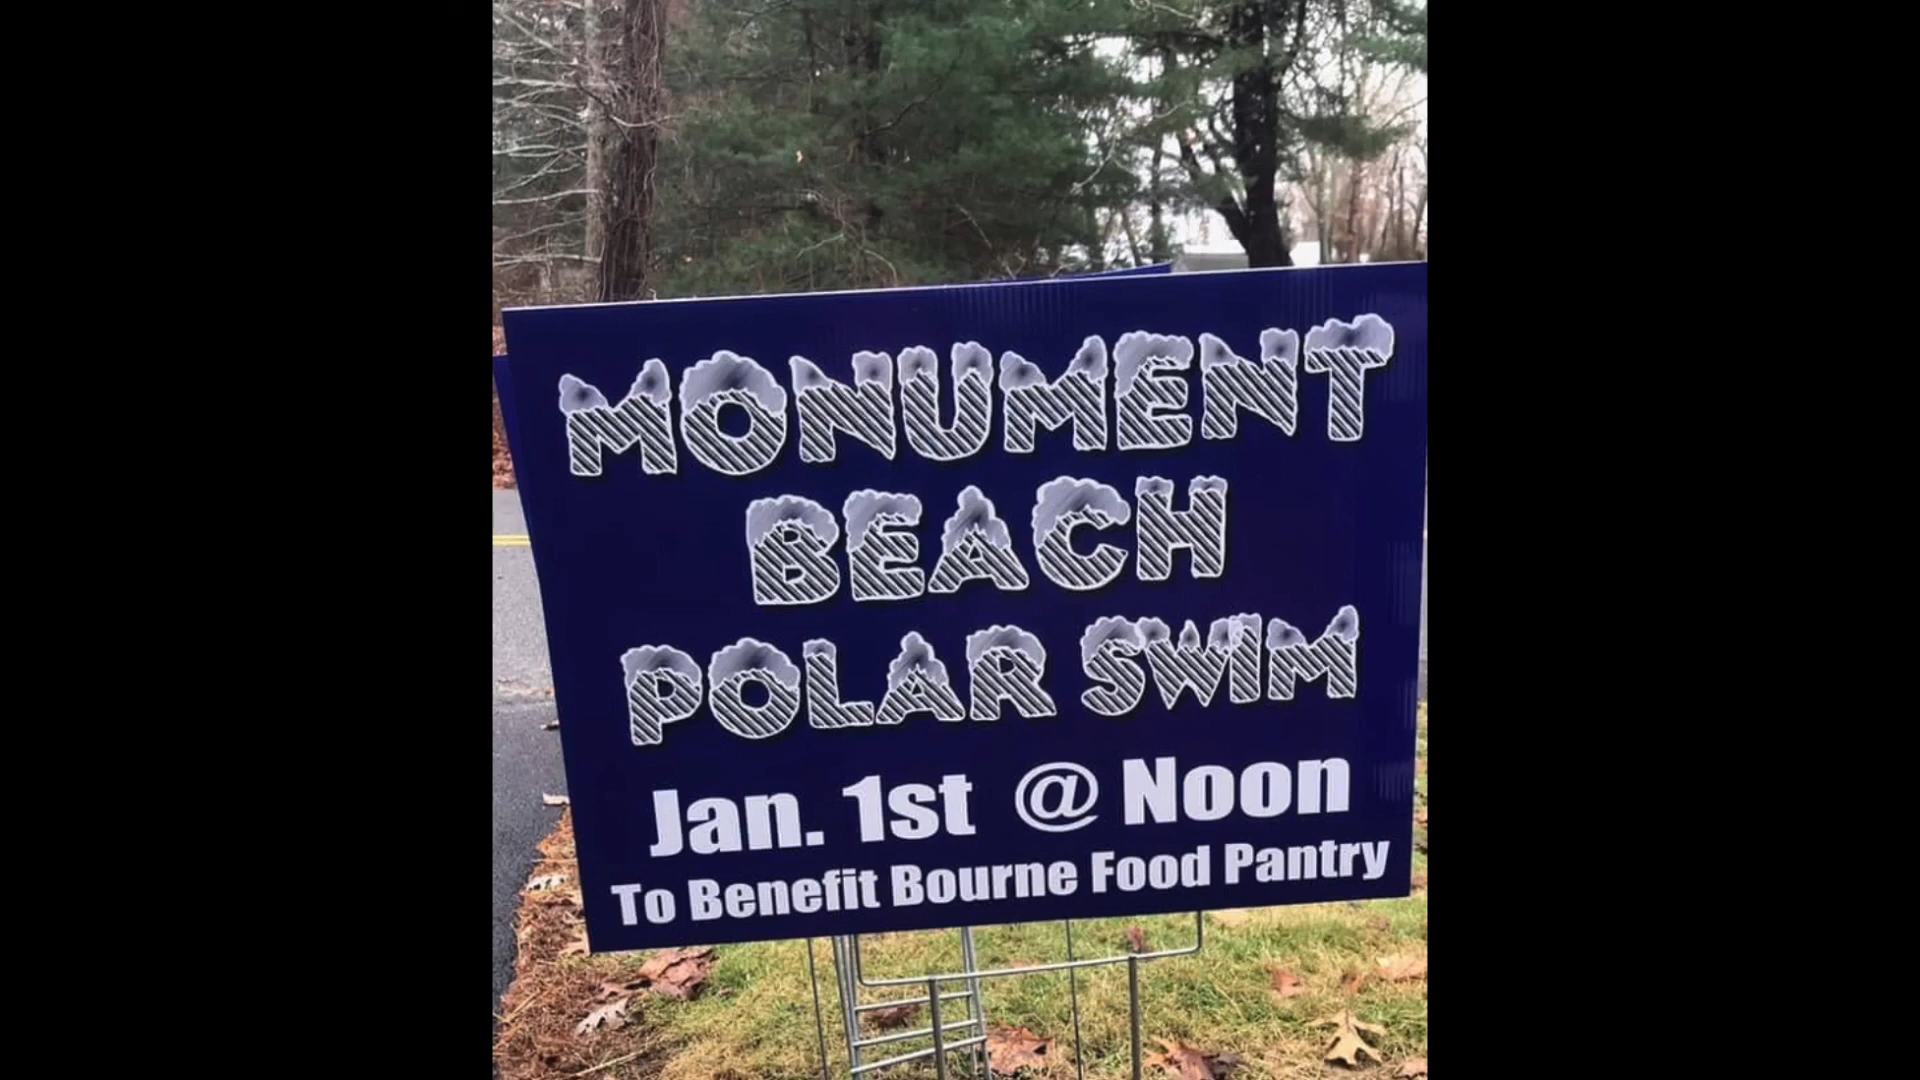 MONUMENT
BEACH
POLAR SWIM
Jan. 1st @ Noon
To Benefit Bourne Food Pantry